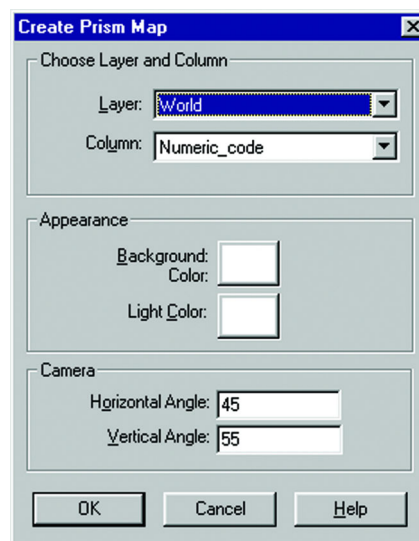 Create Prism Map
Choose Layer and Column
Layer: World
Column: Numeric_code
Appearance
Background
Color:
Light Color:
Camera
Horizontal Angle: 45
Vertical Angle: 55
OK Cancel Help